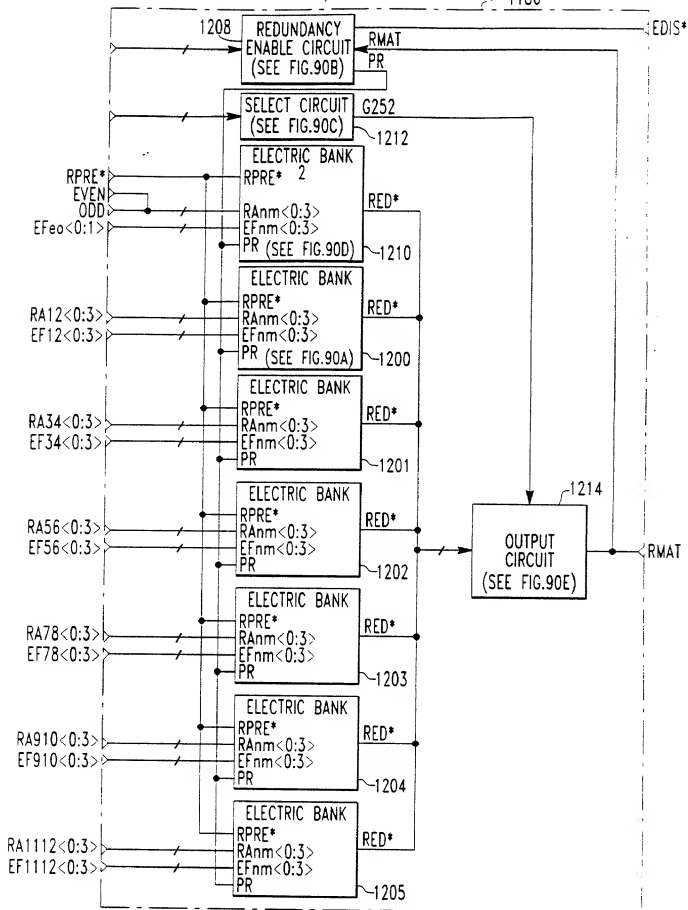 1208
REDUNDANCY
ENABLE CIRCUIT
(SEE FIG.90B)
EDIS*
RMAT
PR
SELECT CIRCUIT
(SEE FIG.90C)
G252
1212
ELECTRIC BANK
2
RPRE*
RPRE*
EVEN
ODD
RAnm<0:3>
RED*
EFeo<0:1>
EFnm<0:3>
PR (SEE FIG.90D)
1210
ELECTRIC BANK
RPRE*
RED*
RA12<0:3>
RAnm<0:3>
EF12<0:3>
EFnm<0:3>
PR (SEE FIG.90A)
1200
ELECTRIC BANK
RPRE*
RED*
RA34<0:3>
RAnm<0:3>
EF34<0:3>
EFnm<0:3>
PR
1201
ELECTRIC BANK
RPRE*
RED*
RA56<0:3>
RAnm<0:3>
EF56<0:3>
EFnm<0:3>
PR
1202
1214
OUTPUT
CIRCUIT
(SEE FIG.90E)
RMAT
ELECTRIC BANK
RPRE*
RED*
RA78<0:3>
RAnm<0:3>
EF78<0:3>
EFnm<0:3>
PR
1203
ELECTRIC BANK
RPRE*
RED*
RA910<0:3>
RAnm<0:3>
EF910<0:3>
EFnm<0:3>
PR
1204
ELECTRIC BANK
RPRE*
RED*
RA1112<0:3>
RAnm<0:3>
EF1112<0:3>
EFnm<0:3>
PR
1205